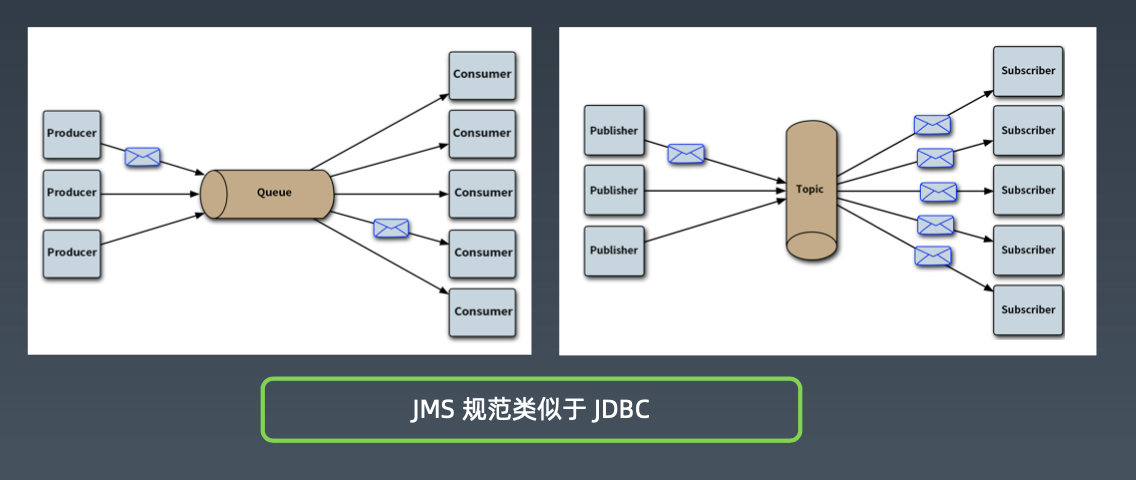 Producer
Producer
Producer
Queue
Consumer
Consumer
Consumer
Consumer
Consumer
Publisher
Publisher
Publisher
Topic
Subscriber
Subscriber
Subscriber
Subscriber
Subscriber
JMS 规范类似于 JDBC